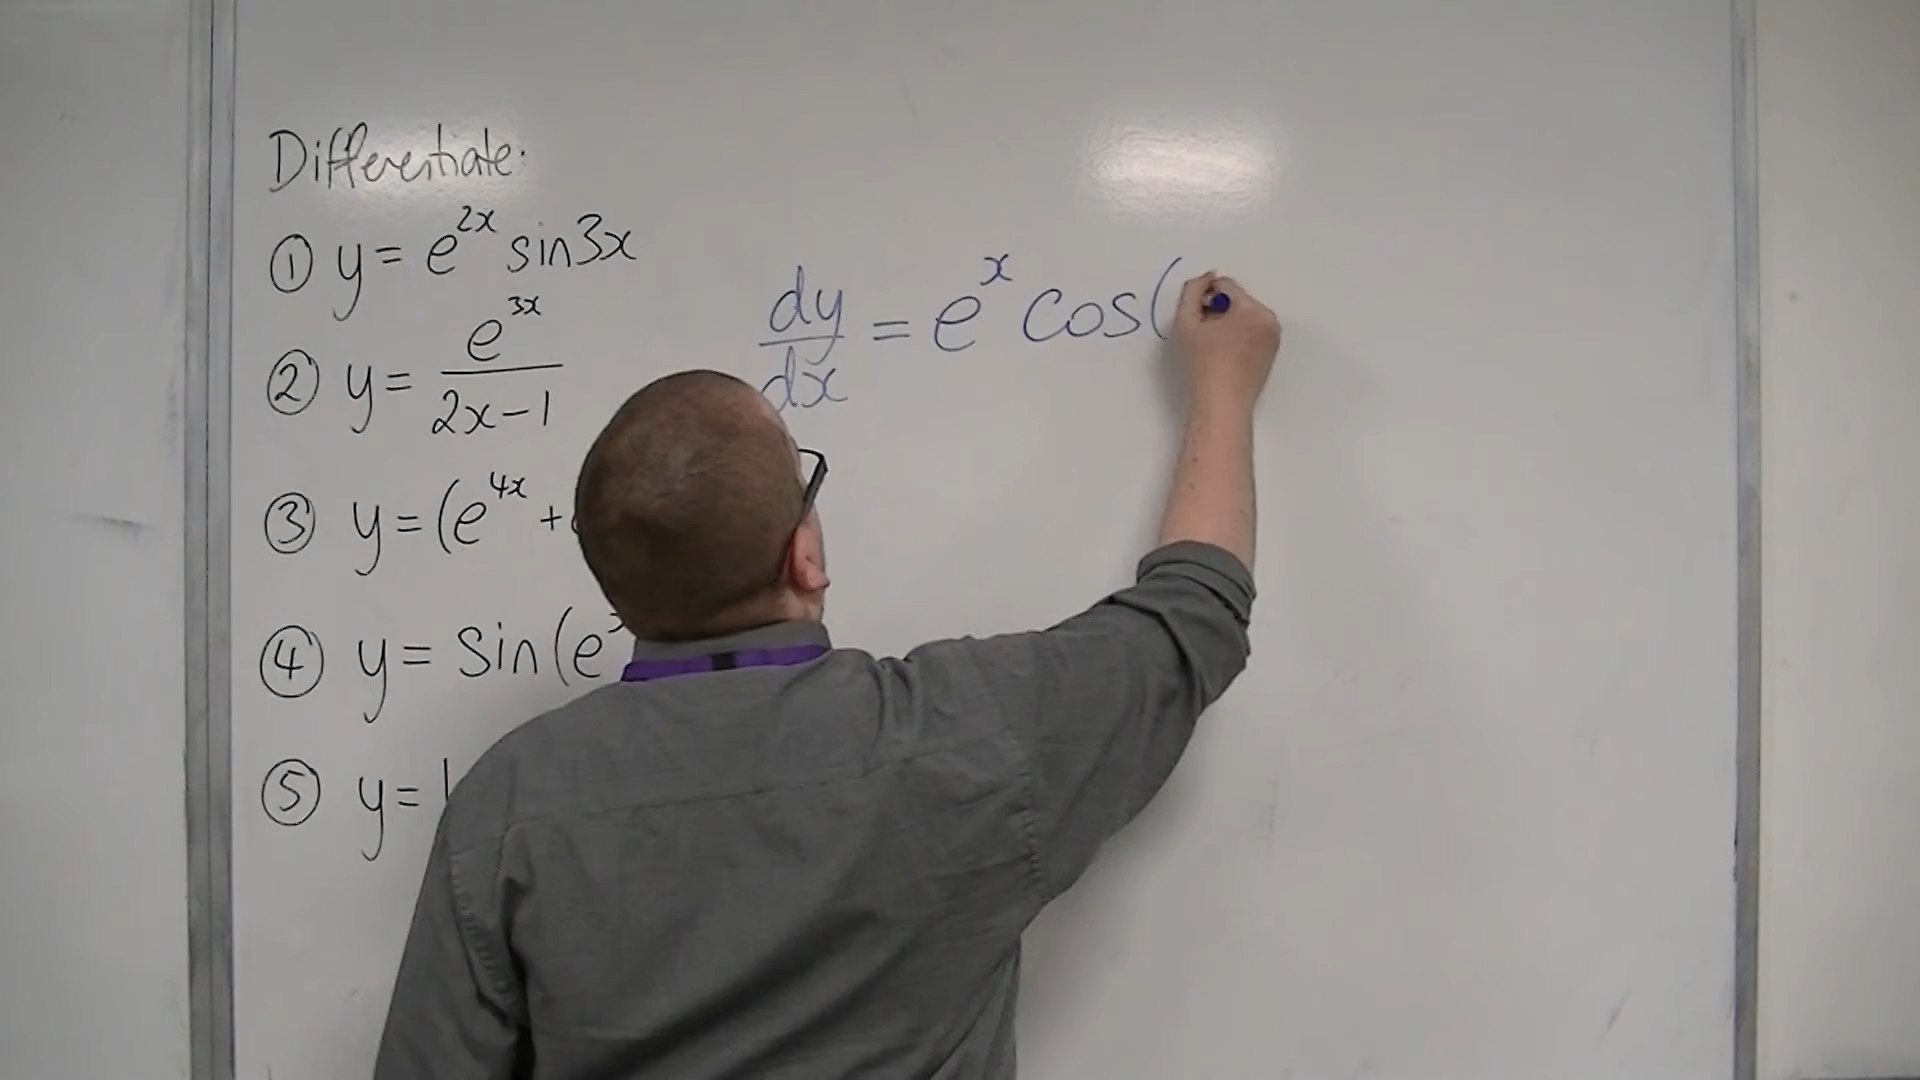 Differentiate:
① y = e^{2x} sin3x
② y = e^{3x} / 2x-1
③ y = (e^{4x} +
④ y = sin(e
⑤ y =
dy/dx = e^x cos(